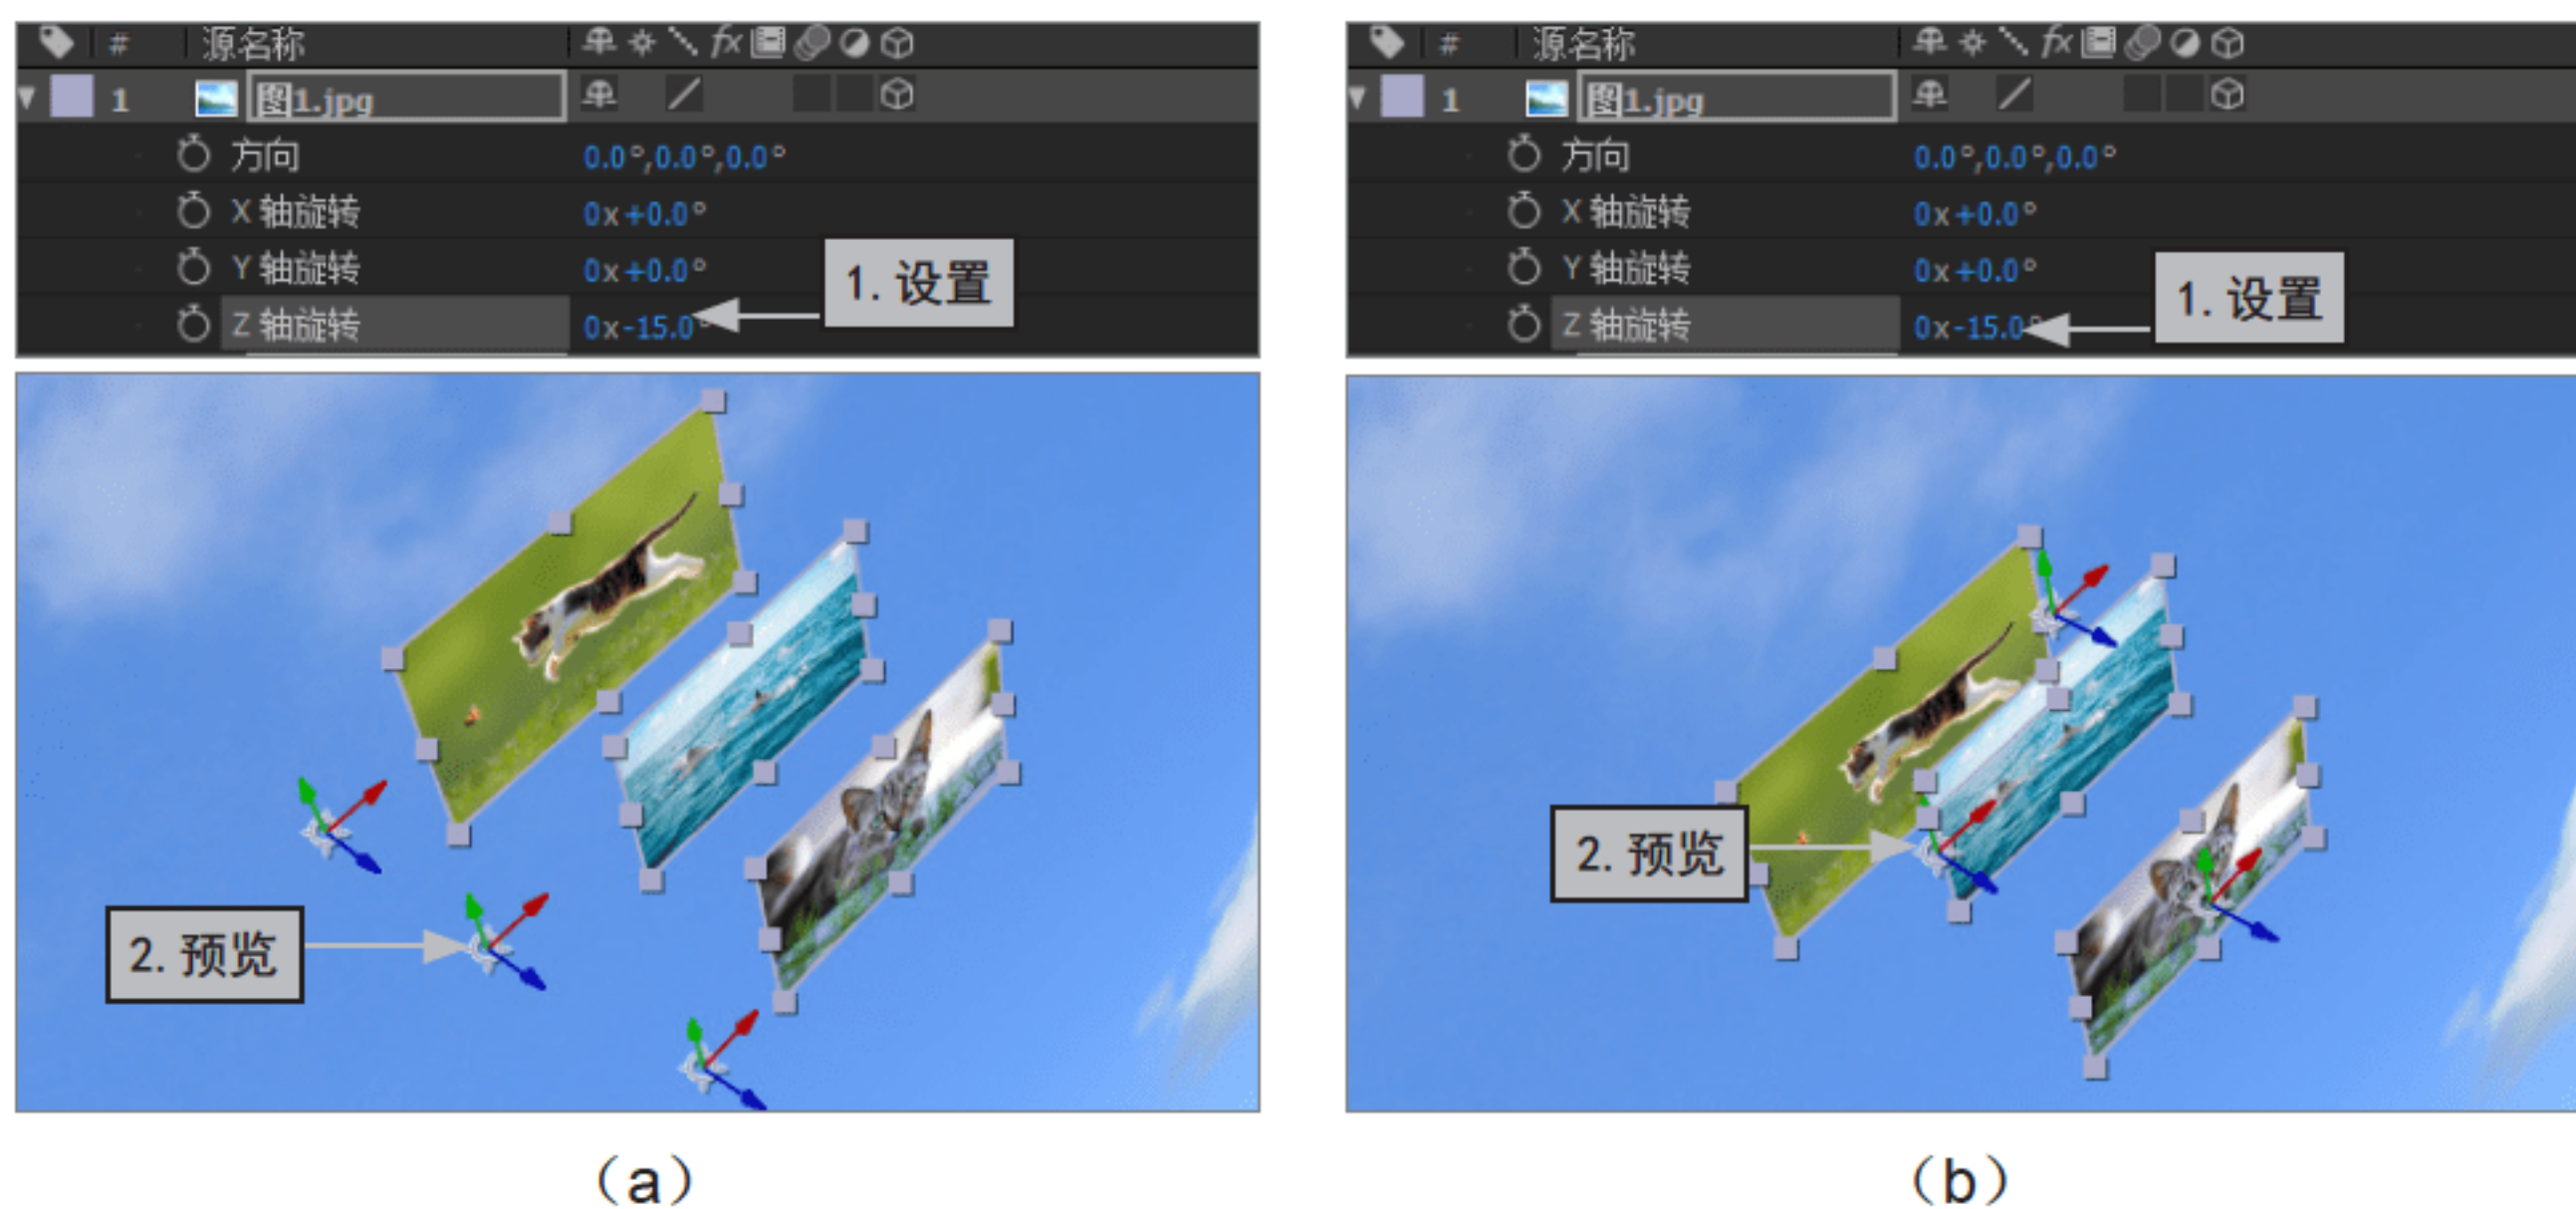 # 源名称 fx
1 图1.jpg
方向 0.0°,0.0°,0.0°
X 轴旋转 0x+0.0°
Y 轴旋转 0x+0.0°
Z 轴旋转 0x-15.0°
1. 设置
2. 预览
(a)
# 源名称 fx
1 图1.jpg
方向 0.0°,0.0°,0.0°
X 轴旋转 0x+0.0°
Y 轴旋转 0x+0.0°
Z 轴旋转 0x-15.0°
1. 设置
2. 预览
(b)